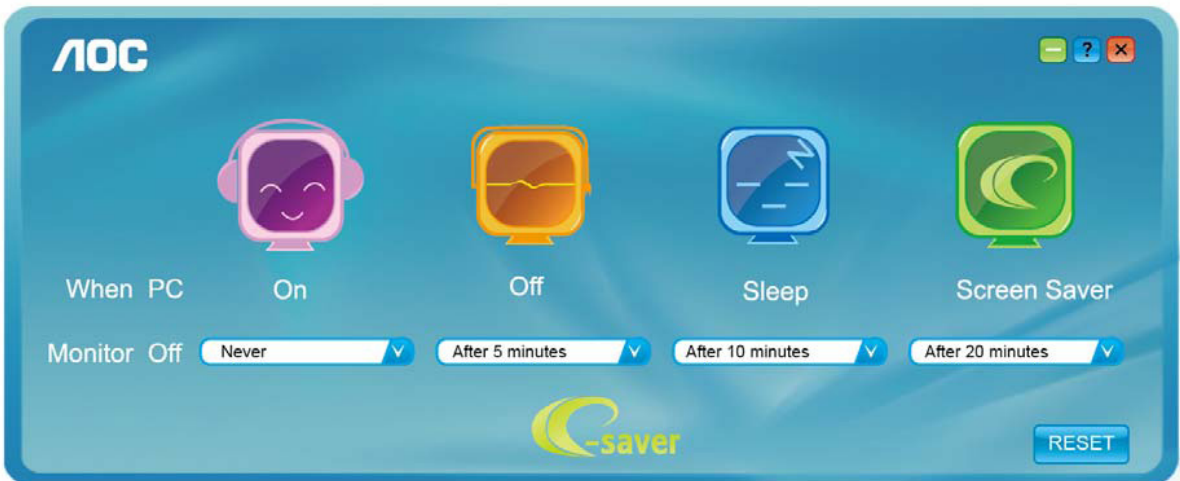 AOC
?
When PC On Off Sleep Screen Saver
Monitor Off Never After 5 minutes After 10 minutes After 20 minutes
e-saver
RESET